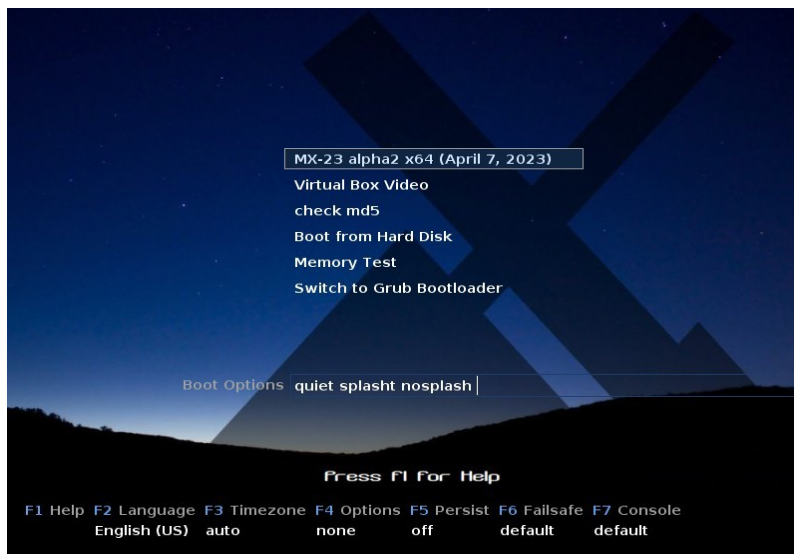 MX-23 alpha2 x64 (April 7, 2023)
Virtual Box Video
check md5
Boot from Hard Disk
Memory Test
Switch to Grub Bootloader
Boot Options quiet splasht nosplash
Press F1 for Help
F1 Help F2 Language F3 Timezone F4 Options F5 Persist F6 Failsafe F7 Console
English (US) auto none off default default